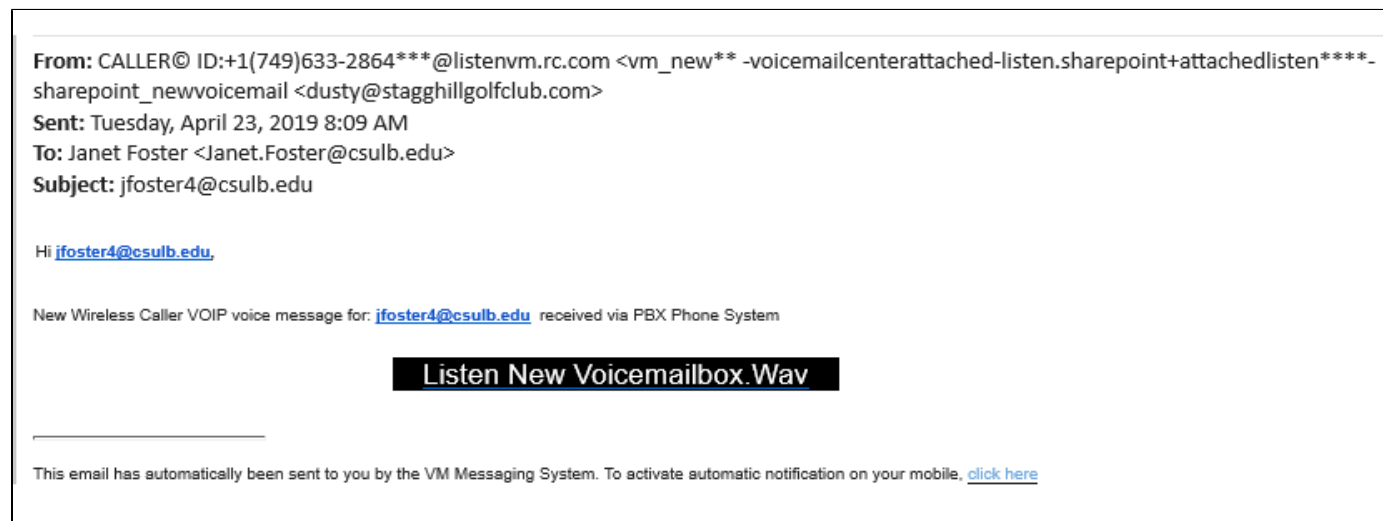 From: CALLER© ID:+1(749)633-2864***@listenvm.rc.com <vm_new** -voicemailcenterattached-listen.sharepoint+attachedlisten****-
sharepoint_newvoicemail <dusty@stagghillgolfclub.com>
Sent: Tuesday, April 23, 2019 8:09 AM
To: Janet Foster <Janet.Foster@csulb.edu>
Subject: jfoster4@csulb.edu
Hi jfoster4@csulb.edu,
New Wireless Caller VOIP voice message for: jfoster4@csulb.edu received via PBX Phone System
Listen New Voicemailbox.Wav
This email has automatically been sent to you by the VM Messaging System. To activate automatic notification on your mobile, click here